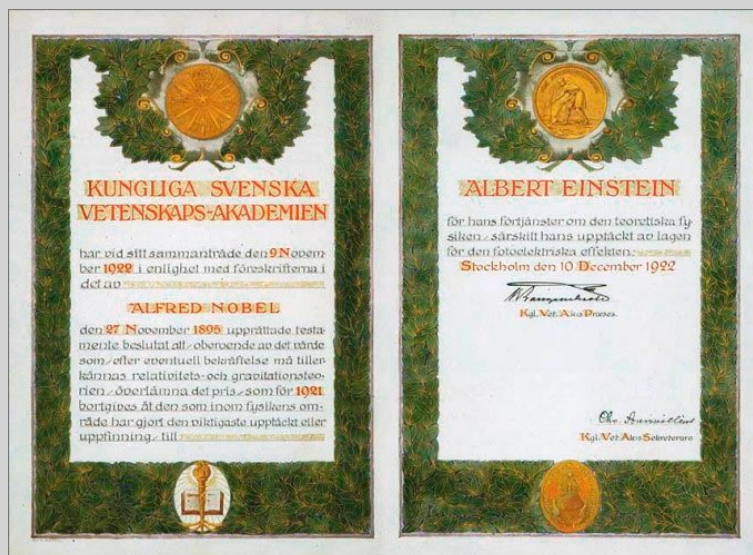 KUNGLIGA SVENSKA
VETENSKAPS-AKADEMIEN
har vid sitt sammanträde den 9 Novem-
ber 1922 i enlighet med föreskrifterna i
det av
ALFRED NOBEL
den 27 November 1895 upprättade testa-
mente beslutat att oberoende av det värde
som efter eventuell bekräftelse må tiller-
kännas relativitets- och gravitationsteo-
rien överlämna det pris som för 1921
bortgives åt den som inom fysikens om-
råde har gjort den viktigaste upptäckt eller
uppfinning till
ALBERT EINSTEIN
för hans förtjänster om den teoretiska fy-
siken särskilt hans upptäckt av lagen
för den fotoelektriska effekten.
Stockholm den 10 December 1922
Kgl. Vet. Akıs Præses.
Kgl. Vet. Akıs Sekreterare